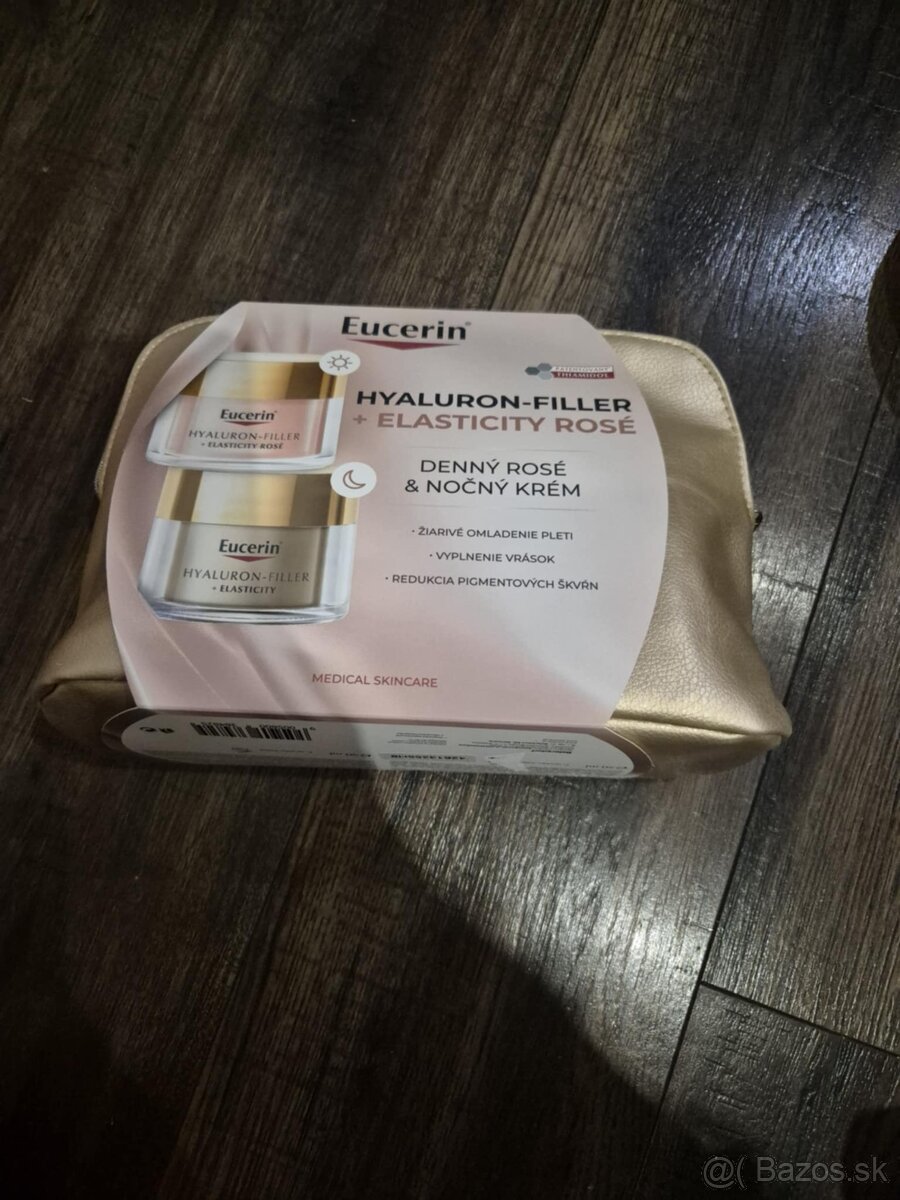 Eucerin®
PATENTOVANÝ
THIAMIDOL
HYALURON-FILLER
+ ELASTICITY ROSÉ
DENNÝ ROSÉ
& NOČNÝ KRÉM
· ŽIARIVÉ OMLADENIE PLETI
· VYPLNENIE VRÁSOK
· REDUKCIA PIGMENTOVÝCH ŠKVŔN
Eucerin®
HYALURON-FILLER
+ ELASTICITY ROSÉ
Eucerin®
HYALURON-FILLER
+ ELASTICITY
MEDICAL SKINCARE
@( Bazos.sk